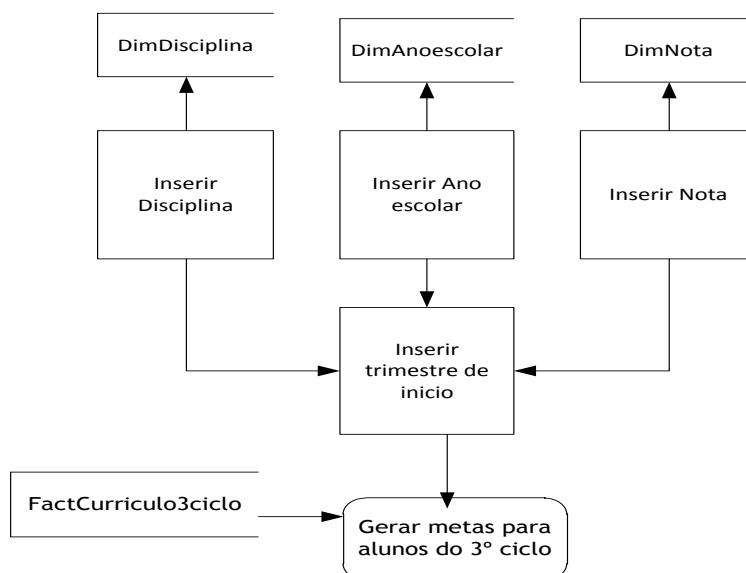 DimDisciplina
DimAnoescolar
DimNota
Inserir
Disciplina
Inserir Ano
escolar
Inserir Nota
Inserir
trimestre de
inicio
FactCurriculo3ciclo
Gerar metas para
alunos do 3º ciclo